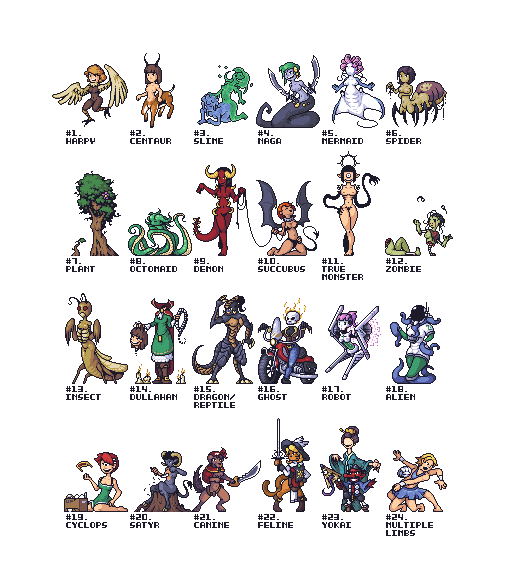 #1.
HARPY
#2.
CENTAUR
#3.
SLIME
#4.
NAGA
#5.
MERMAID
#6.
SPIDER
#7.
PLANT
#8.
OCTOMAID
#9.
DEMON
#10.
SUCCUBUS
#11.
TRUE
MONSTER
#12.
ZOMBIE
#13.
INSECT
#14.
DULLAHAN
#15.
DRAGON/
REPTILE
#16.
GHOST
#17.
ROBOT
#18.
ALIEN
#19.
CYCLOPS
#20.
SATYR
#21.
CANINE
#22.
FELINE
#23.
YOKAI
#24.
MULTIPLE
LIMBS